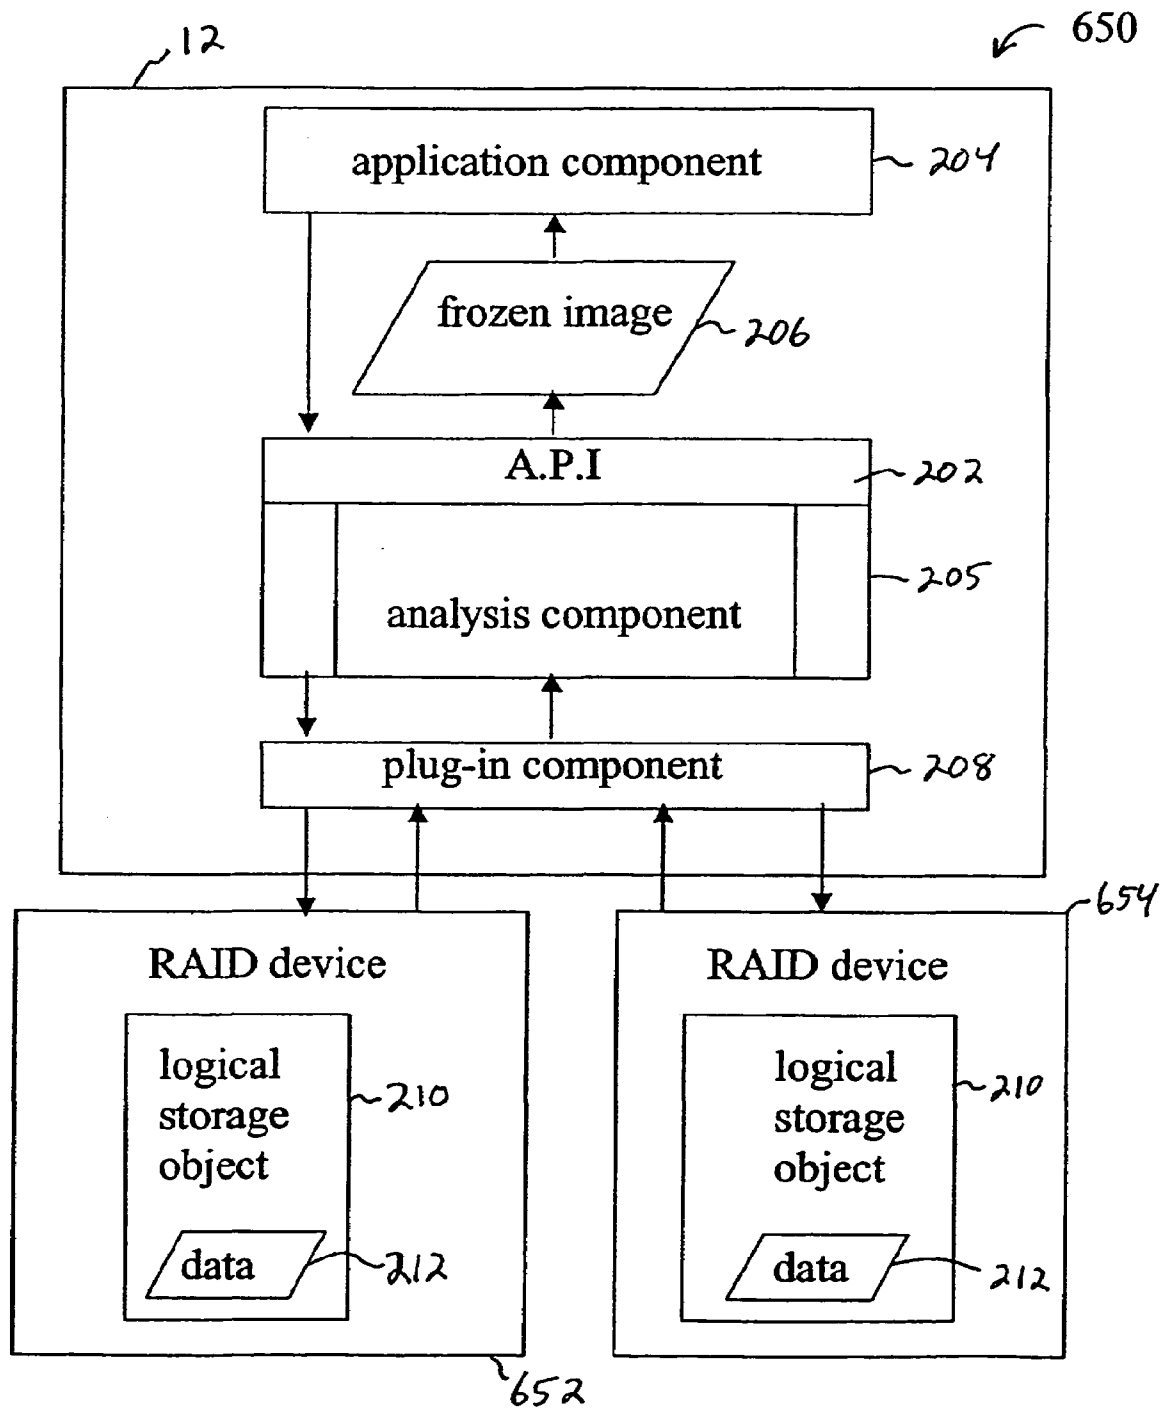 650
12
application component
204
frozen image
206
A.P.I
202
205
analysis component
plug-in component
208
654
RAID device
RAID device
logical
storage
object
210
logical
storage
object
210
data
212
data
212
652